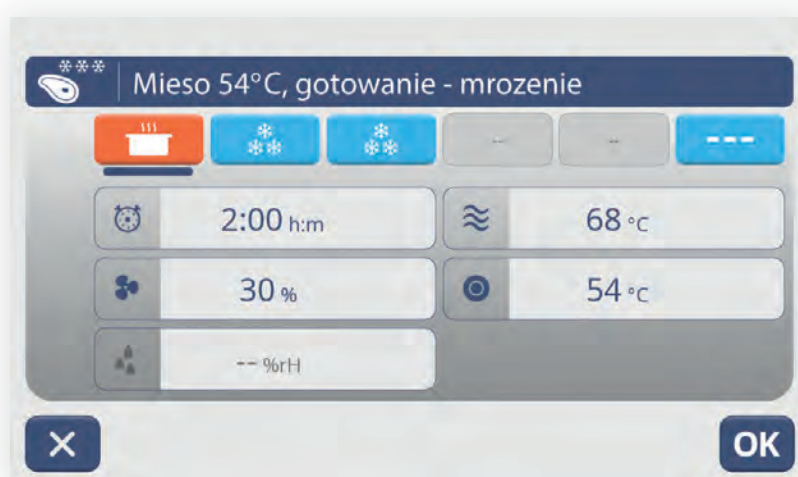 Mieso 54°C, gotowanie - mrozenie
-- -- ---
2:00 h:m 68 °C
30 % 54 °C
-- %rH
OK